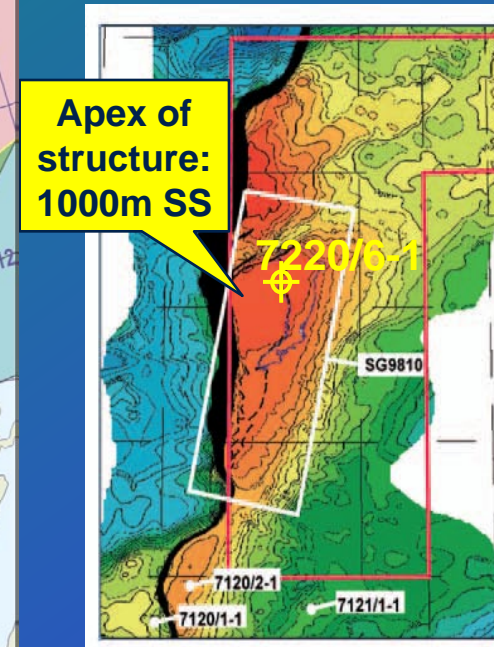 Apex of
structure:
1000m SS
7220/6-1
SG9810
7120/2-1
7120/1-1
7121/1-1